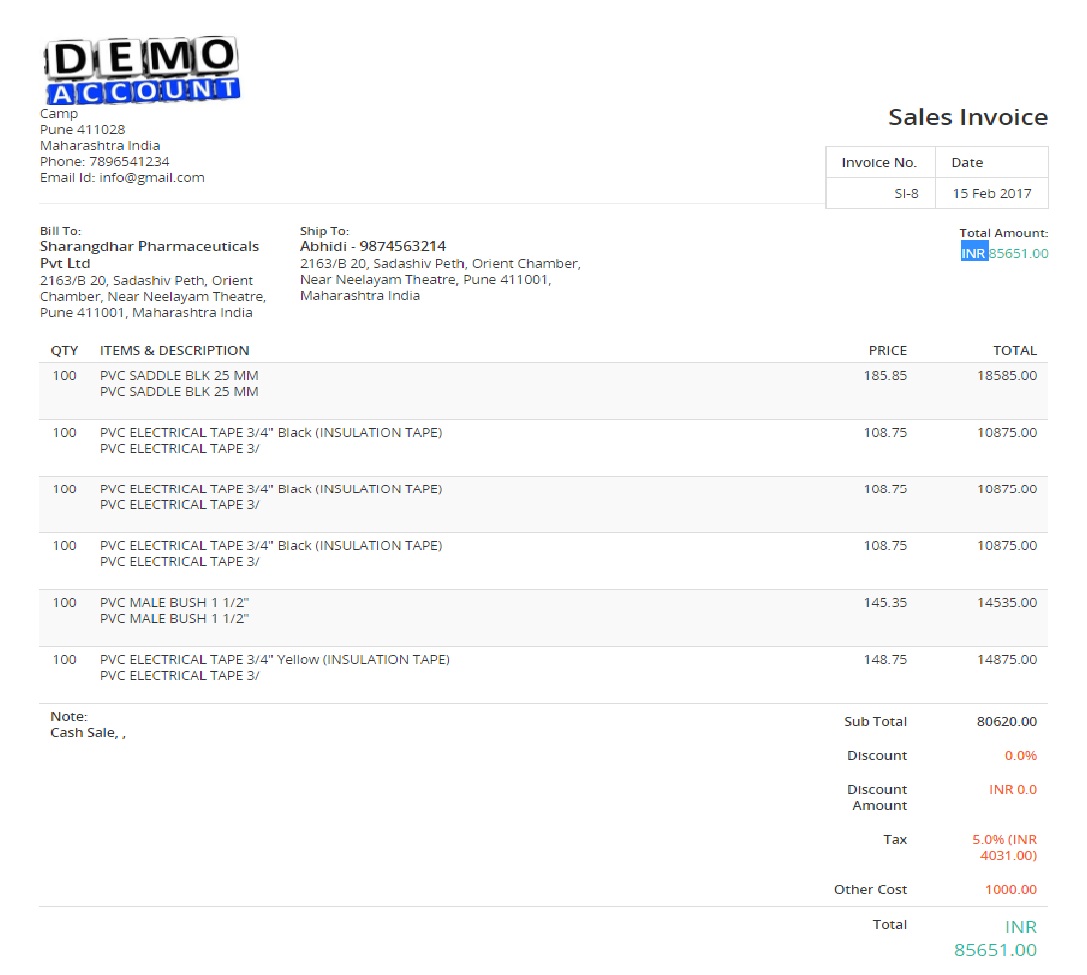 DEMO
ACCOUNT
Camp
Pune 411028
Maharashtra India
Phone: 7896541234
Email Id: info@gmail.com
Sales Invoice
Invoice No. Date
SI-8 15 Feb 2017
Bill To:
Sharangdhar Pharmaceuticals
Pvt Ltd
2163/B 20, Sadashiv Peth, Orient
Chamber, Near Neelayam Theatre,
Pune 411001, Maharashtra India
Ship To:
Abhidi - 9874563214
2163/B 20, Sadashiv Peth, Orient Chamber,
Near Neelayam Theatre, Pune 411001,
Maharashtra India
Total Amount:
INR 85651.00
QTY ITEMS & DESCRIPTION PRICE TOTAL
100 PVC SADDLE BLK 25 MM 185.85 18585.00
PVC SADDLE BLK 25 MM
100 PVC ELECTRICAL TAPE 3/4" Black (INSULATION TAPE) 108.75 10875.00
PVC ELECTRICAL TAPE 3/
100 PVC ELECTRICAL TAPE 3/4" Black (INSULATION TAPE) 108.75 10875.00
PVC ELECTRICAL TAPE 3/
100 PVC ELECTRICAL TAPE 3/4" Black (INSULATION TAPE) 108.75 10875.00
PVC ELECTRICAL TAPE 3/
100 PVC MALE BUSH 1 1/2" 145.35 14535.00
PVC MALE BUSH 1 1/2"
100 PVC ELECTRICAL TAPE 3/4" Yellow (INSULATION TAPE) 148.75 14875.00
PVC ELECTRICAL TAPE 3/
Note:
Cash Sale, ,
Sub Total 80620.00
Discount 0.0%
Discount INR 0.0
Amount
Tax 5.0% (INR
4031.00)
Other Cost 1000.00
Total INR
85651.00